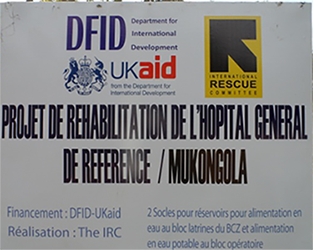 DFID
Department for
International
Development
UKaid
from the Department for
International Development
INTERNATIONAL
RESCUE
COMMITTEE
PROJET DE REHABILITATION DE L'HOPITAL GENERAL
DE REFERENCE / MUKONGOLA
Financement : DFID-UKaid
Réalisation : The IRC
2 Socles pour réservoirs pour alimentation en
eau au bloc latrines du BCZ et alimentation
en eau potable au bloc opératoire